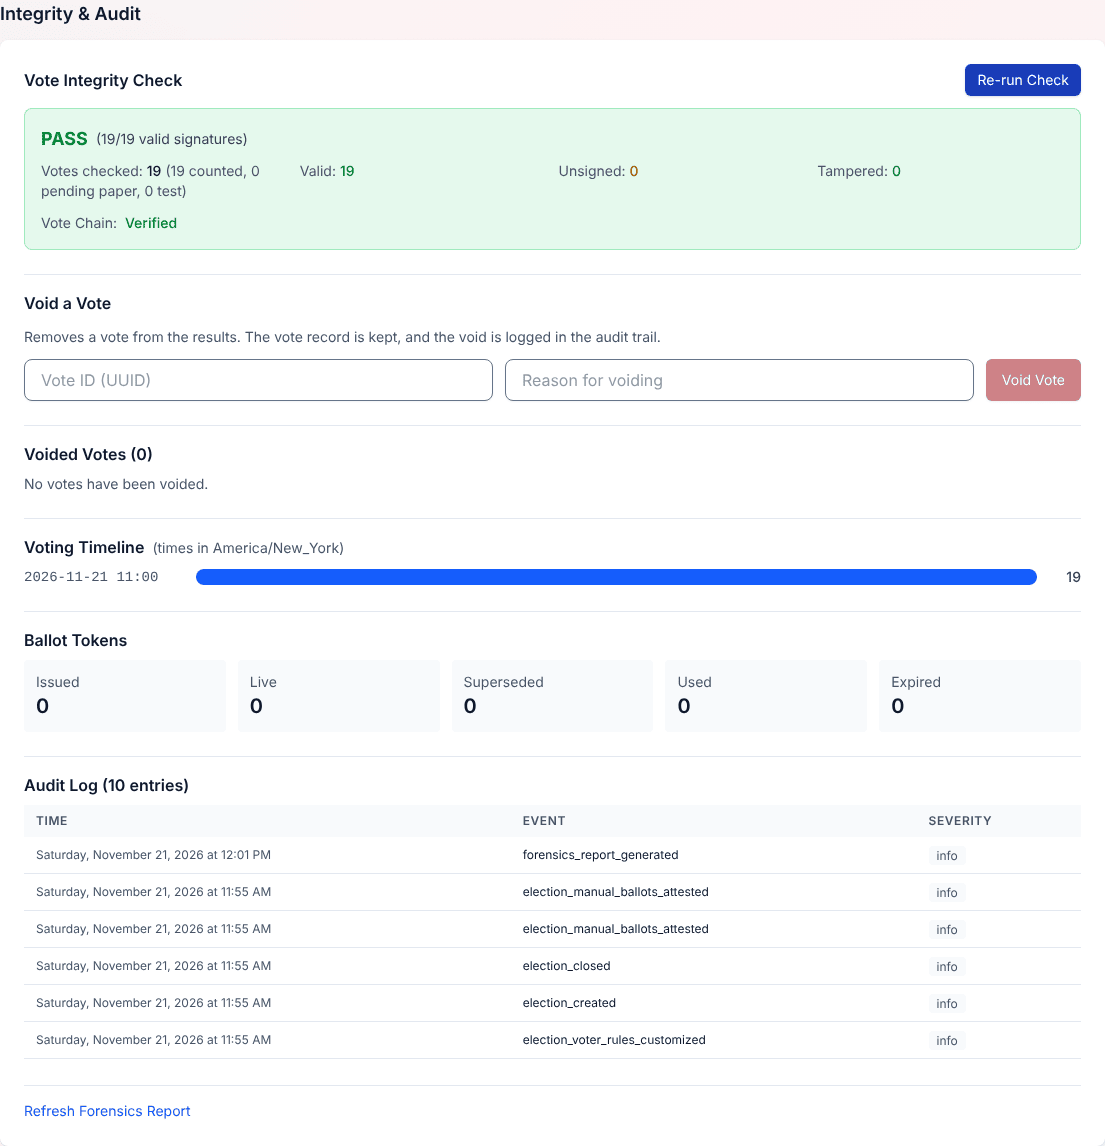 Integrity & Audit
Vote Integrity Check
Re-run Check
PASS (19/19 valid signatures)
Votes checked: 19 (19 counted, 0 pending paper, 0 test)
Valid: 19
Unsigned: 0
Tampered: 0
Vote Chain: Verified
Void a Vote
Removes a vote from the results. The vote record is kept, and the void is logged in the audit trail.
Vote ID (UUID)
Reason for voiding
Void Vote
Voided Votes (0)
No votes have been voided.
Voting Timeline (times in America/New_York)
2026-11-21 11:00 19
Ballot Tokens
Issued
0
Live
0
Superseded
0
Used
0
Expired
0
Audit Log (10 entries)
TIME EVENT SEVERITY
Saturday, November 21, 2026 at 12:01 PM forensics_report_generated info
Saturday, November 21, 2026 at 11:55 AM election_manual_ballots_attested info
Saturday, November 21, 2026 at 11:55 AM election_manual_ballots_attested info
Saturday, November 21, 2026 at 11:55 AM election_closed info
Saturday, November 21, 2026 at 11:55 AM election_created info
Saturday, November 21, 2026 at 11:55 AM election_voter_rules_customized info
Refresh Forensics Report